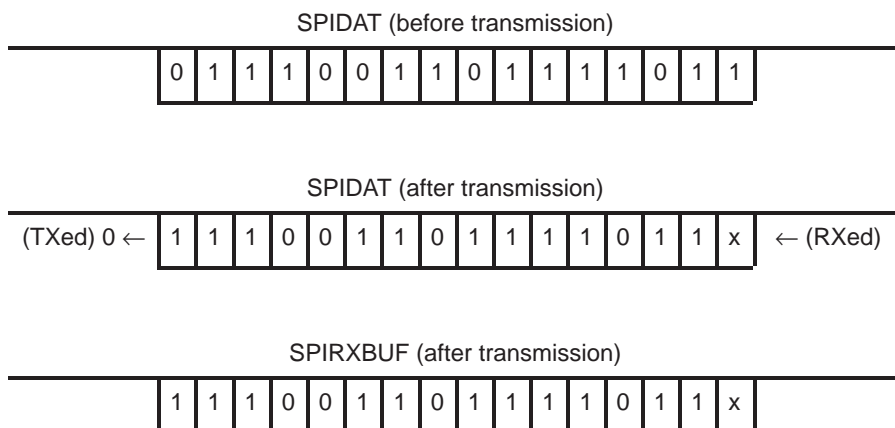 SPIDAT (before transmission)
0 1 1 1 0 0 1 1 0 1 1 1 1 0 1 1
SPIDAT (after transmission)
(TXed) 0 ← 1 1 1 0 0 1 1 0 1 1 1 1 0 1 1 x ← (RXed)
SPIRXBUF (after transmission)
1 1 1 0 0 1 1 0 1 1 1 1 0 1 1 x